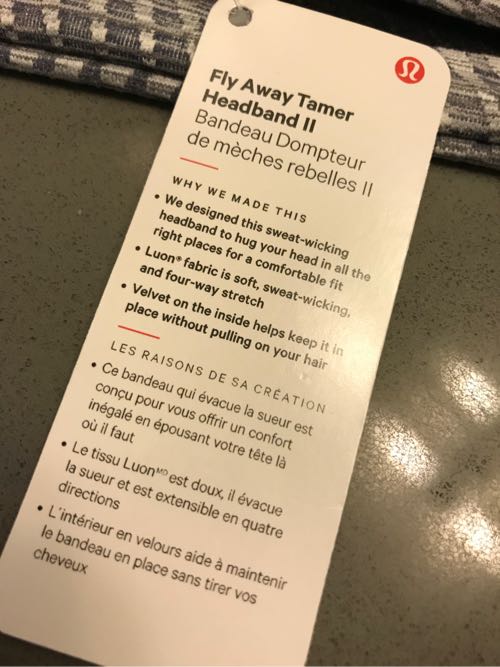 Fly Away Tamer
Headband II
Bandeau Dompteur
de mèches rebelles II
WHY WE MADE THIS
• We designed this sweat-wicking
headband to hug your head in all the
right places for a comfortable fit
• Luon® fabric is soft, sweat-wicking,
and four-way stretch
• Velvet on the inside helps keep it in
place without pulling on your hair
LES RAISONS DE SA CRÉATION
• Ce bandeau qui évacue la sueur est
conçu pour vous offrir un confort
inégalé en épousant votre tête là
où il faut
• Le tissu Luonᴹᴰ est doux, il évacue
la sueur et est extensible en quatre
directions
• L'intérieur en velours aide à maintenir
le bandeau en place sans tirer vos
cheveux